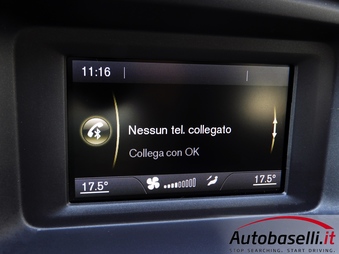 11:16
Nessun tel. collegato
Collega con OK
17.5° 17.5°
Autobaselli.it
STOP SEARCHING. START DRIVING.